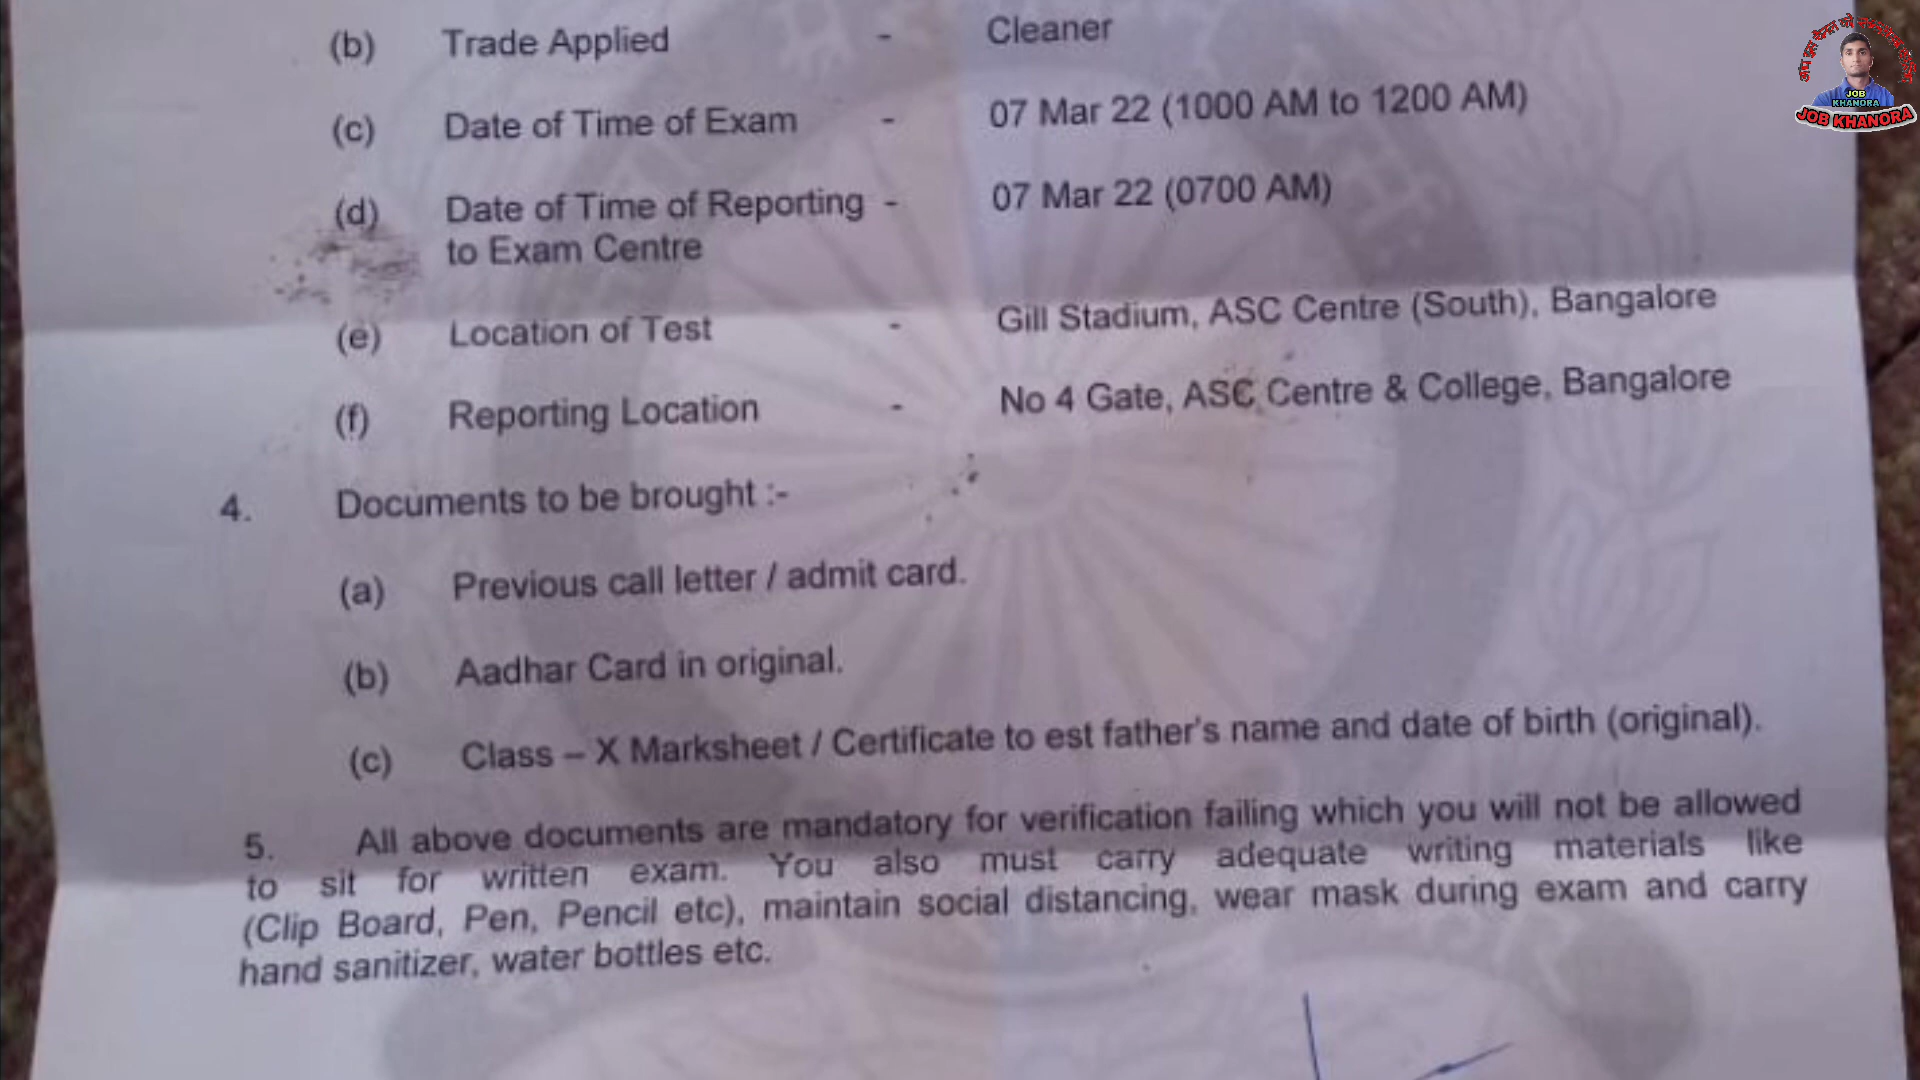 (b) Trade Applied - Cleaner
(c) Date of Time of Exam - 07 Mar 22 (1000 AM to 1200 AM)
(d) Date of Time of Reporting - 07 Mar 22 (0700 AM)
to Exam Centre
(e) Location of Test - Gill Stadium, ASC Centre (South), Bangalore
(f) Reporting Location - No 4 Gate, ASC Centre & College, Bangalore
4. Documents to be brought :-
(a) Previous call letter / admit card.
(b) Aadhar Card in original.
(c) Class – X Marksheet / Certificate to est father's name and date of birth (original).
5. All above documents are mandatory for verification failing which you will not be allowed
to sit for written exam. You also must carry adequate writing materials like
(Clip Board, Pen, Pencil etc), maintain social distancing, wear mask during exam and carry
hand sanitizer, water bottles etc.
JOB
KHANORA
JOB KHANORA